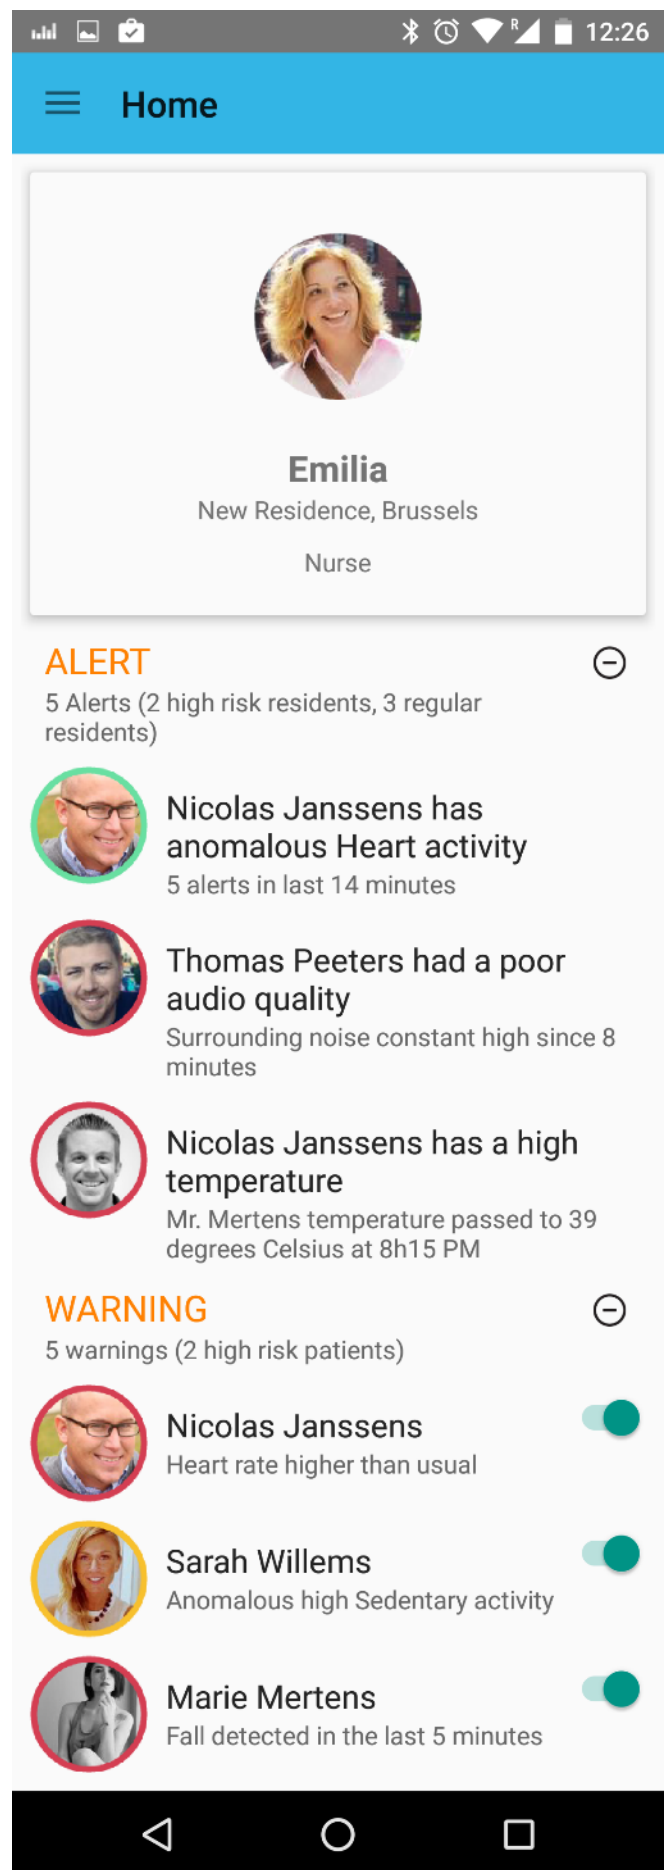 R 12:26
Home
Emilia
New Residence, Brussels
Nurse
ALERT
5 Alerts (2 high risk residents, 3 regular
residents)
Nicolas Janssens has
anomalous Heart activity
5 alerts in last 14 minutes
Thomas Peeters had a poor
audio quality
Surrounding noise constant high since 8
minutes
Nicolas Janssens has a high
temperature
Mr. Mertens temperature passed to 39
degrees Celsius at 8h15 PM
WARNING
5 warnings (2 high risk patients)
Nicolas Janssens
Heart rate higher than usual
Sarah Willems
Anomalous high Sedentary activity
Marie Mertens
Fall detected in the last 5 minutes